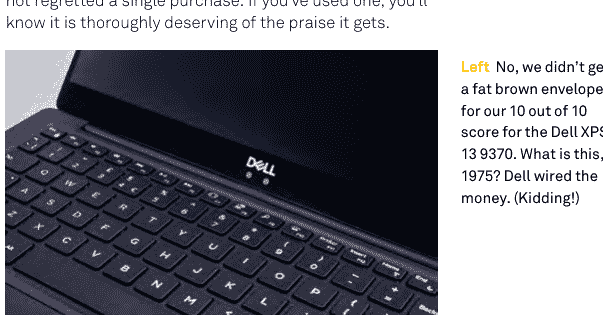 not regretted a single purchase. If you've used one, you'll
know it is thoroughly deserving of the praise it gets.
Left No, we didn't ge
a fat brown envelope
for our 10 out of 10
score for the Dell XPS
13 9370. What is this,
1975? Dell wired the
money. (Kidding!)
DELL
Q W E R T Y U I O P
A S D F G H J K L
Z X C V B N M